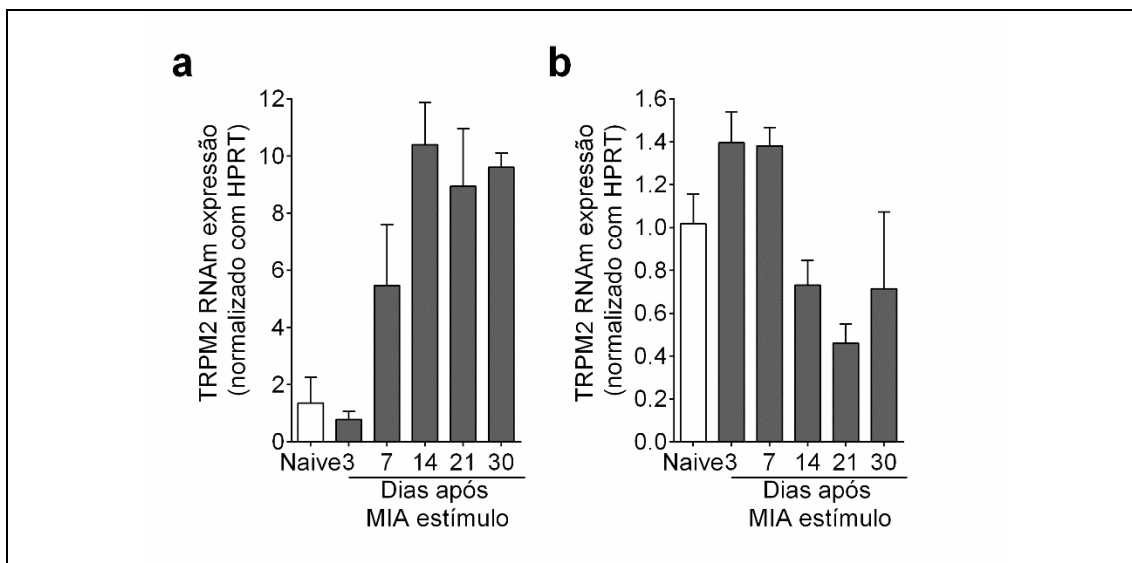 a
TRPM2 RNAm expressão
(normalizado com HPRT)
12
10
8
6
4
2
0
Naive 3 7 14 21 30
Dias após
MIA estímulo
b
TRPM2 RNAm expressão
(normalizado com HPRT)
1.6
1.4
1.2
1.0
0.8
0.6
0.4
0.2
0.0
Naive 3 7 14 21 30
Dias após
MIA estímulo